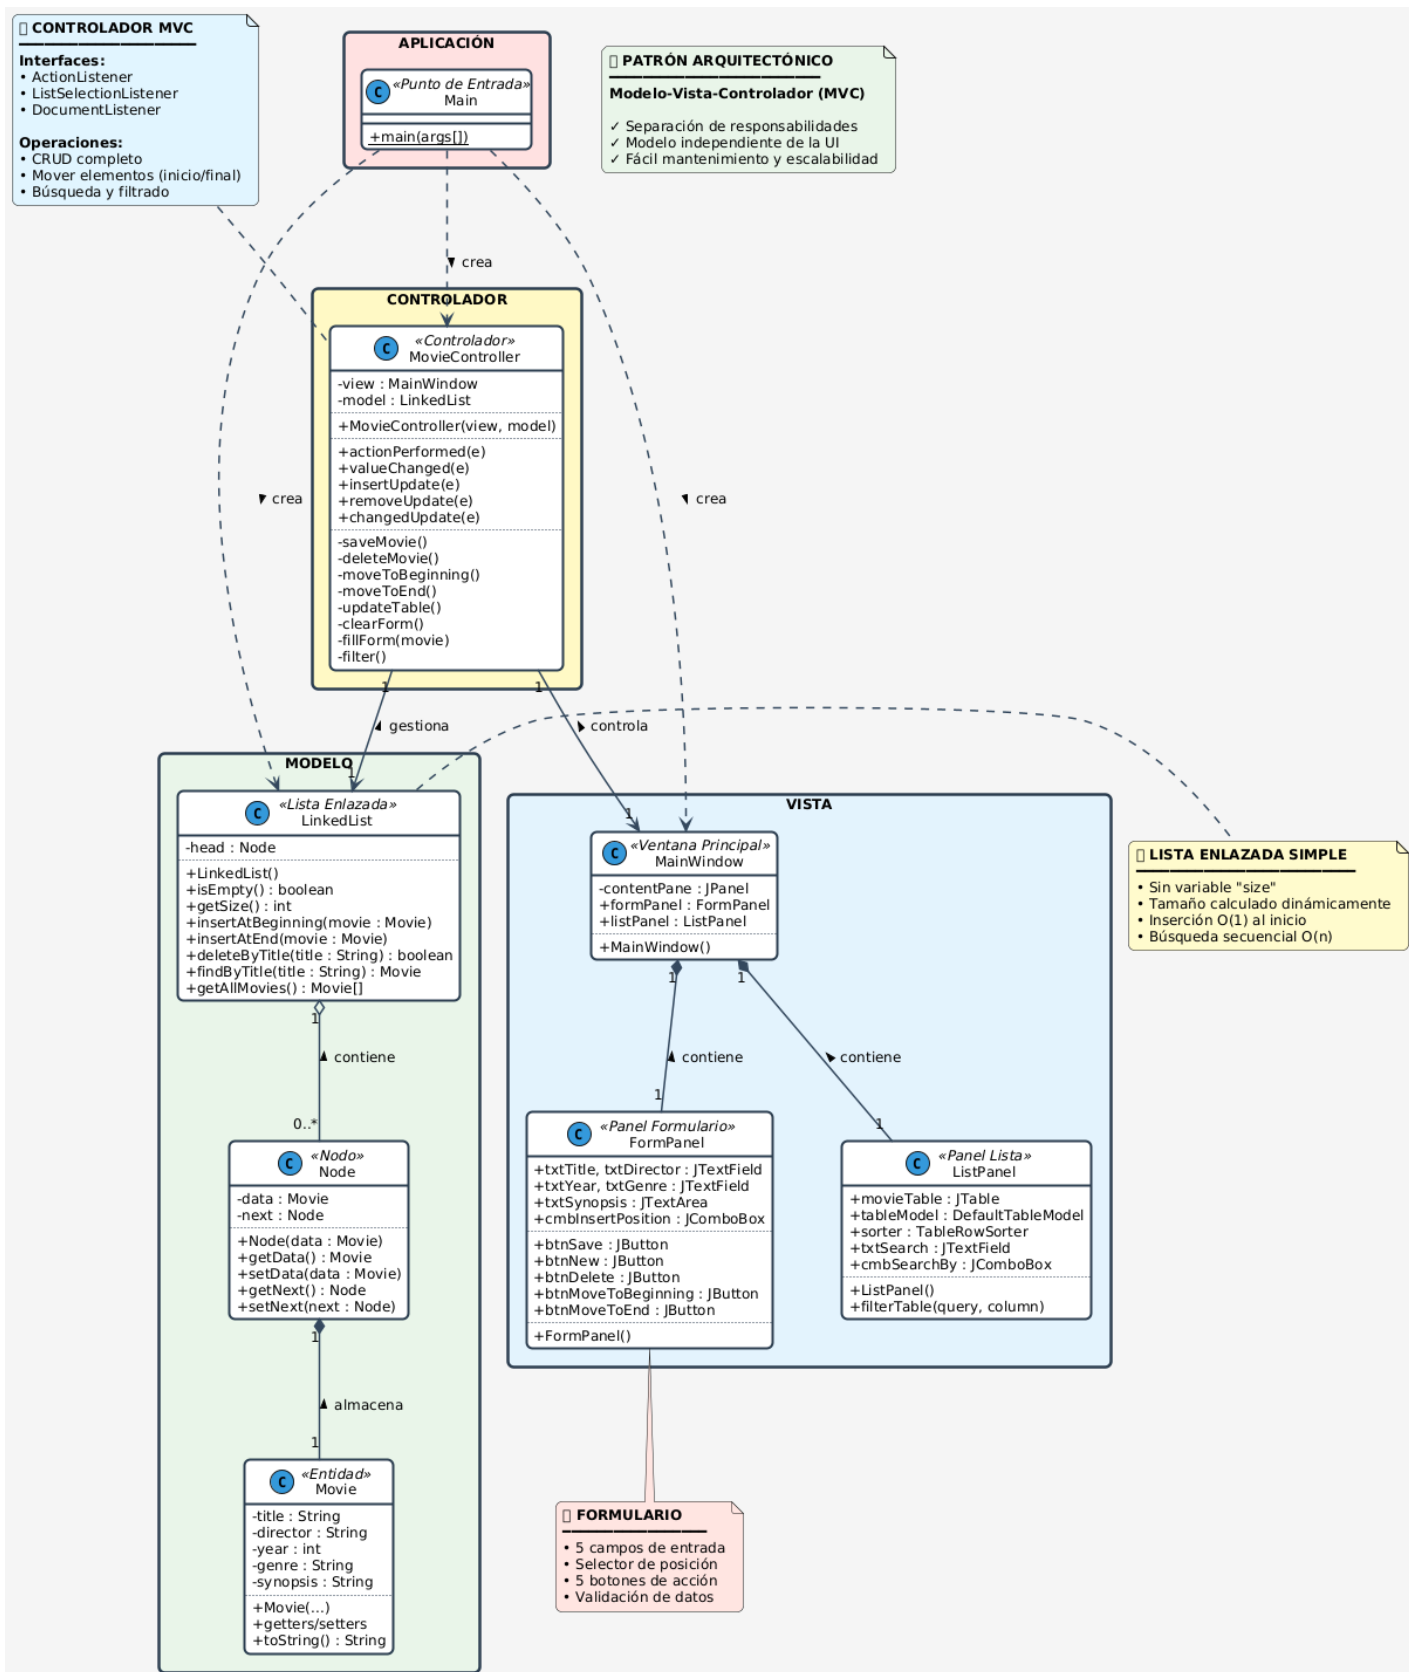 CONTROLADOR MVC
Interfaces:
• ActionListener
• ListSelectionListener
• DocumentListener
Operaciones:
• CRUD completo
• Mover elementos (inicio/final)
• Búsqueda y filtrado
APLICACIÓN
C «Punto de Entrada»
Main
+main(args[])
PATRÓN ARQUITECTÓNICO
Modelo-Vista-Controlador (MVC)
✓ Separación de responsabilidades
✓ Modelo independiente de la UI
✓ Fácil mantenimiento y escalabilidad
crea
crea
crea
CONTROLADOR
C «Controlador»
MovieController
-view : MainWindow
-model : LinkedList
+MovieController(view, model)
+actionPerformed(e)
+valueChanged(e)
+insertUpdate(e)
+removeUpdate(e)
+changedUpdate(e)
-saveMovie()
-deleteMovie()
-moveToBeginning()
-moveToEnd()
-updateTable()
-clearForm()
-fillForm(movie)
-filter()
1
gestiona
1
1
controla
1
MODELO
C «Lista Enlazada»
LinkedList
-head : Node
+LinkedList()
+isEmpty() : boolean
+getSize() : int
+insertAtBeginning(movie : Movie)
+insertAtEnd(movie : Movie)
+deleteByTitle(title : String) : boolean
+findByTitle(title : String) : Movie
+getAllMovies() : Movie[]
1
contiene
0..*
C «Nodo»
Node
-data : Movie
-next : Node
+Node(data : Movie)
+getData() : Movie
+setData(data : Movie)
+getNext() : Node
+setNext(next : Node)
1
almacena
1
C «Entidad»
Movie
-title : String
-director : String
-year : int
-genre : String
-synopsis : String
+Movie(...)
+getters/setters
+toString() : String
VISTA
C «Ventana Principal»
MainWindow
-contentPane : JPanel
+formPanel : FormPanel
+listPanel : ListPanel
+MainWindow()
1
contiene
1
1
contiene
1
C «Panel Formulario»
FormPanel
+txtTitle, txtDirector : JTextField
+txtYear, txtGenre : JTextField
+txtSynopsis : JTextArea
+cmbInsertPosition : JComboBox
+btnSave : JButton
+btnNew : JButton
+btnDelete : JButton
+btnMoveToBeginning : JButton
+btnMoveToEnd : JButton
+FormPanel()
C «Panel Lista»
ListPanel
+movieTable : JTable
+tableModel : DefaultTableModel
+sorter : TableRowSorter
+txtSearch : JTextField
+cmbSearchBy : JComboBox
+ListPanel()
+filterTable(query, column)
LISTA ENLAZADA SIMPLE
• Sin variable "size"
• Tamaño calculado dinámicamente
• Inserción O(1) al inicio
• Búsqueda secuencial O(n)
FORMULARIO
• 5 campos de entrada
• Selector de posición
• 5 botones de acción
• Validación de datos